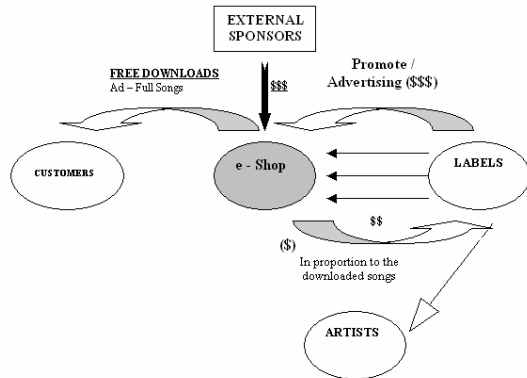 EXTERNAL
SPONSORS
FREE DOWNLOADS
Ad – Full Songs
$$$
Promote /
Advertising ($$$)
CUSTOMERS
e - Shop
LABELS
$$
($)
In proportion to the
downloaded songs
ARTISTS